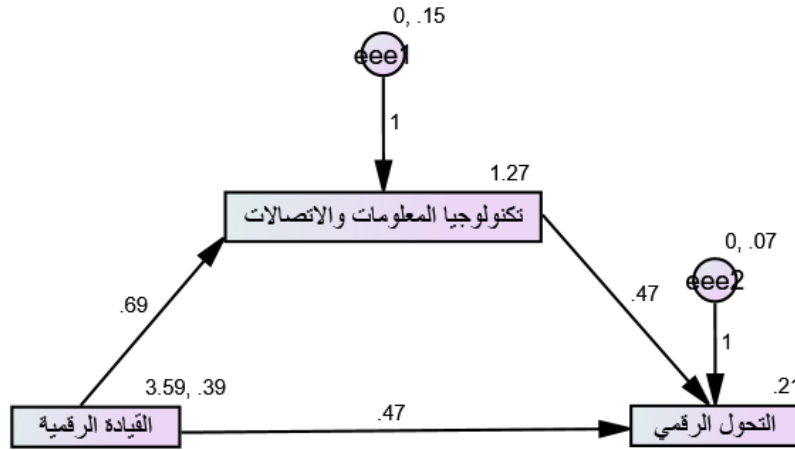 0, .15
eee1
1
1.27
تكنولوجيا المعلومات والاتصالات
0, .07
eee2
.69
.47
1
3.59, .39
.47
.21
القيادة الرقمية
التحول الرقمي